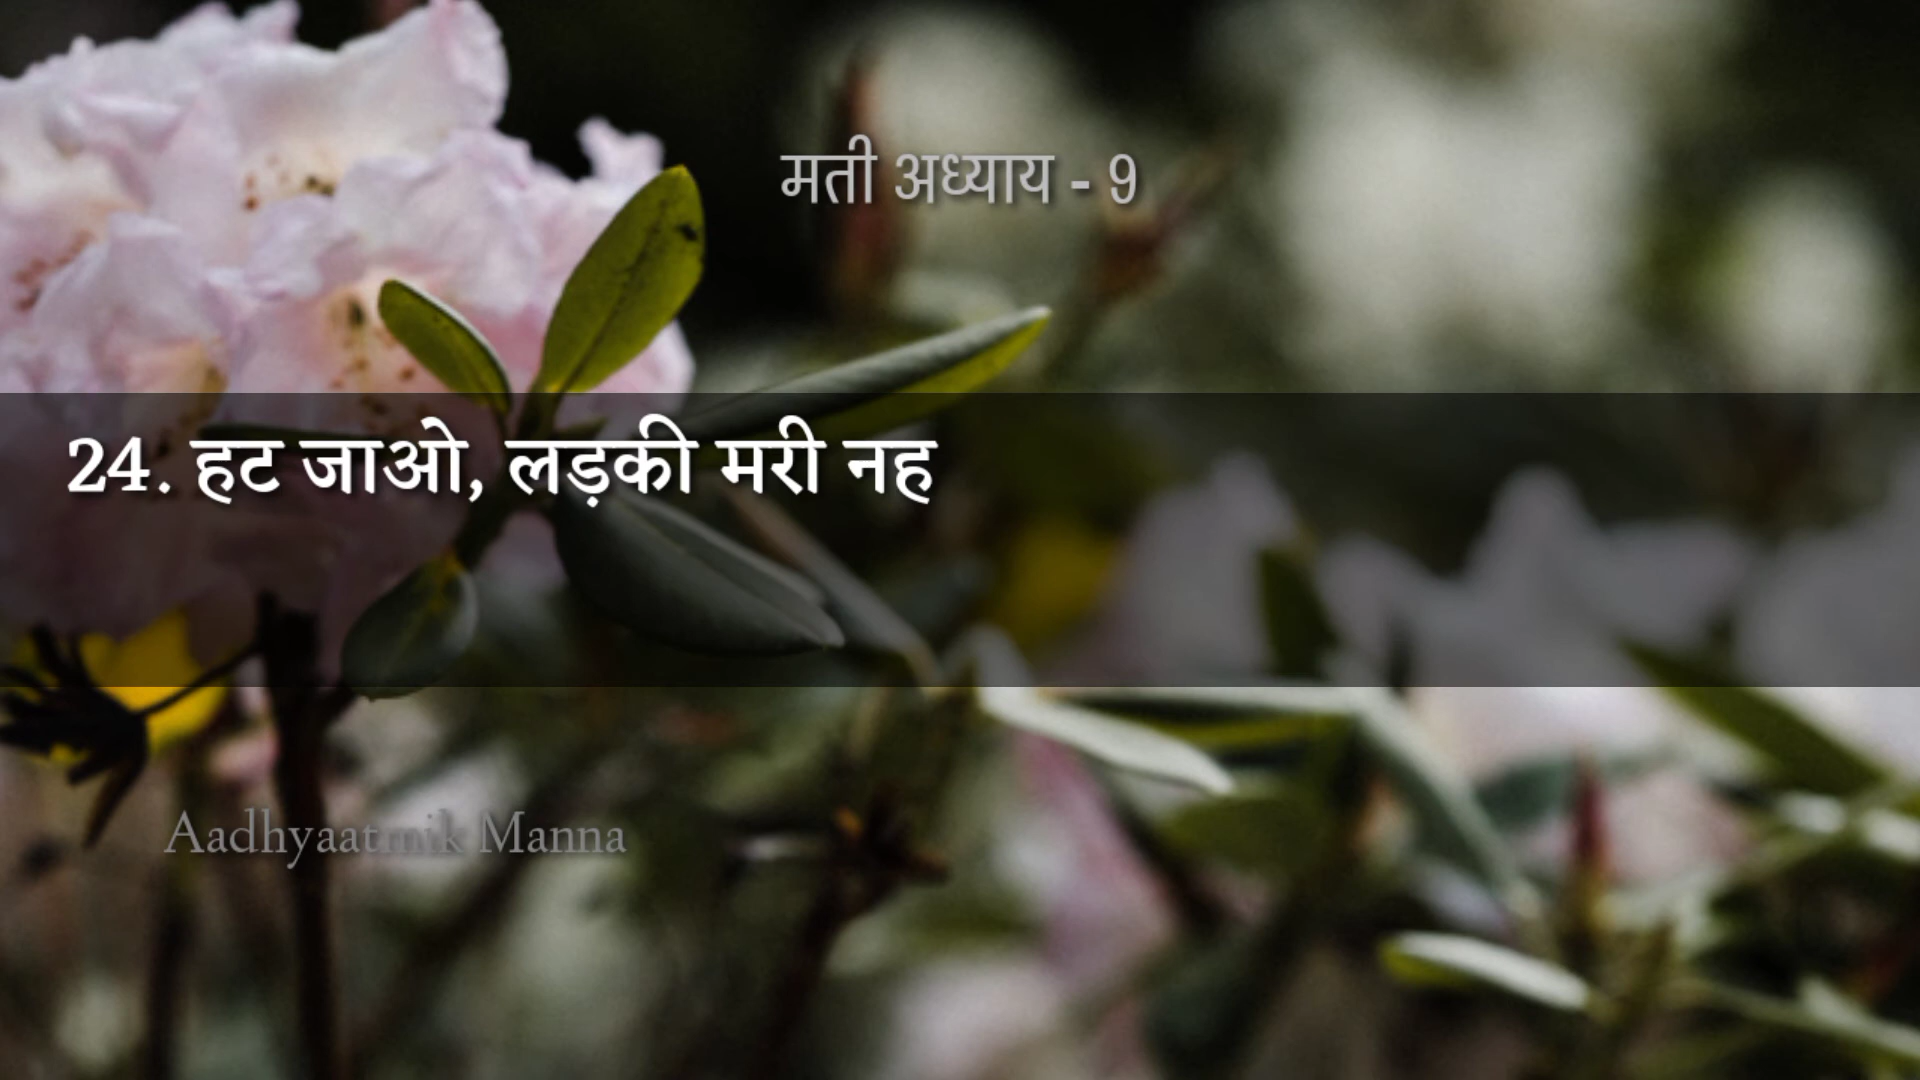 मती अध्याय - 9
24. हट जाओ, लड़की मरी नह
Aadhyaatmik Manna